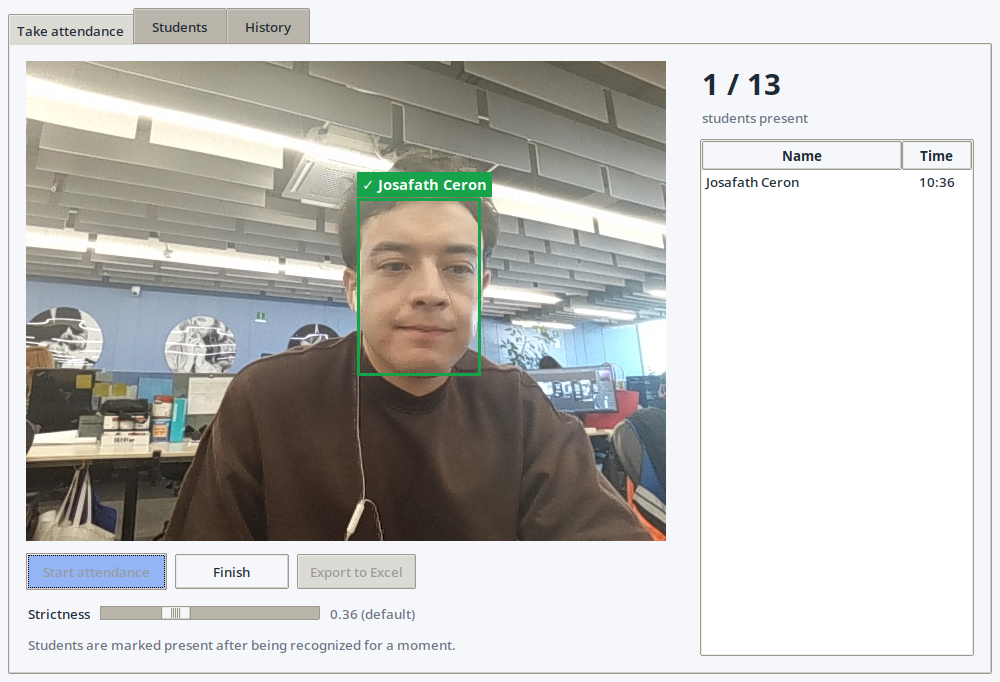 Take attendance
Students
History
✓ Josafath Ceron
BEHR
Start attendance
Finish
Export to Excel
Strictness
0.36 (default)
Students are marked present after being recognized for a moment.
1 / 13
students present
Name
Time
Josafath Ceron
10:36